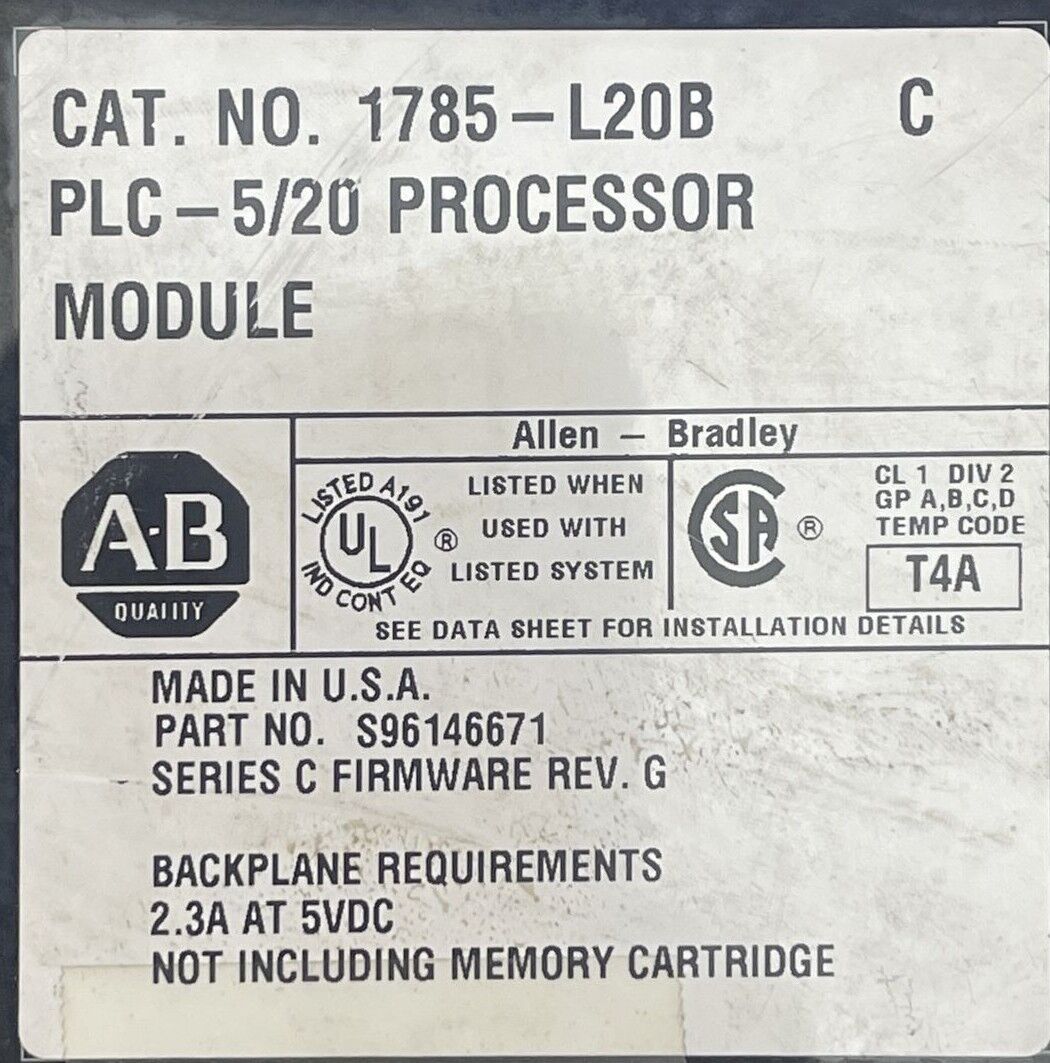 CAT. NO. 1785-L20B C
PLC-5/20 PROCESSOR
MODULE
Allen - Bradley
A-B
QUALITY
LISTED A191
UL
®
IND CONT EQ
LISTED WHEN
USED WITH
LISTED SYSTEM
SA
®
CL 1 DIV 2
GP A,B,C,D
TEMP CODE
T4A
SEE DATA SHEET FOR INSTALLATION DETAILS
MADE IN U.S.A.
PART NO. S96146671
SERIES C FIRMWARE REV. G
BACKPLANE REQUIREMENTS
2.3A AT 5VDC
NOT INCLUDING MEMORY CARTRIDGE